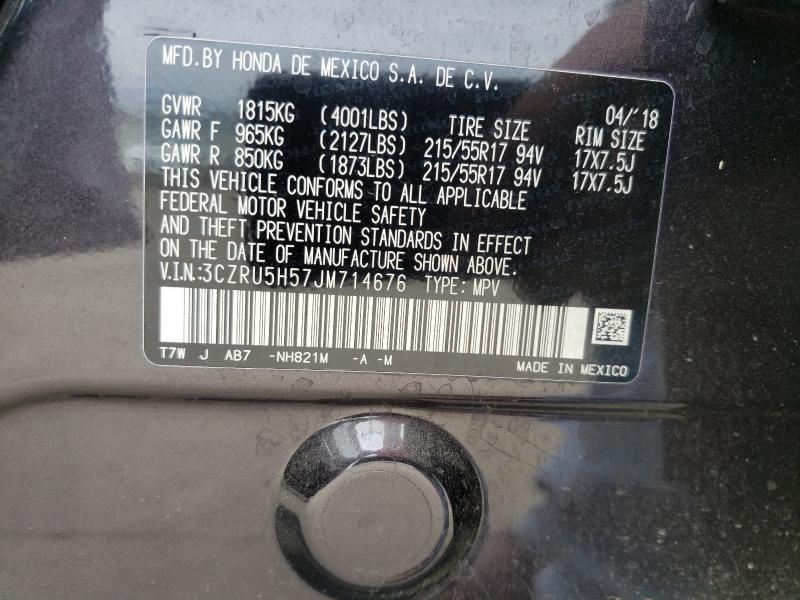 MFD.BY HONDA DE MEXICO S.A. DE C.V.
04/'18
GVWR 1815KG (4001LBS) TIRE SIZE RIM SIZE
GAWR F 965KG (2127LBS) 215/55R17 94V 17X7.5J
GAWR R 850KG (1873LBS) 215/55R17 94V 17X7.5J
THIS VEHICLE CONFORMS TO ALL APPLICABLE
FEDERAL MOTOR VEHICLE SAFETY
AND THEFT PREVENTION STANDARDS IN EFFECT
ON THE DATE OF MANUFACTURE SHOWN ABOVE.
V.I.N.:3CZRU5H57JM714676 TYPE: MPV
T7W J AB7 -NH821M -A -M
MADE IN MEXICO